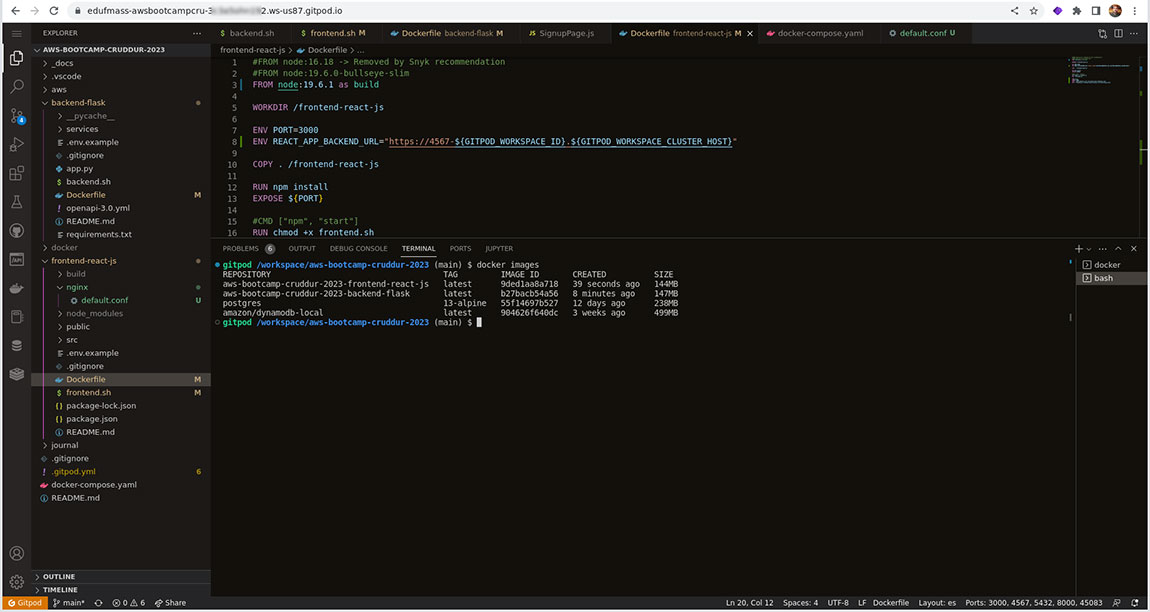 edufmass-awsbootcampcru-3 2.ws-us87.gitpod.io
EXPLORER
AWS-BOOTCAMP-CRUDDUR-2023
_docs
.vscode
aws
backend-flask
__pycache__
services
.env.example
.gitignore
app.py
backend.sh
Dockerfile M
openapi-3.0.yml
README.md
requirements.txt
docker
frontend-react-js
build
nginx
default.conf U
node_modules
public
src
.env.example
.gitignore
Dockerfile M
frontend.sh M
package-lock.json
package.json
README.md
journal
.gitignore
.gitpod.yml 6
docker-compose.yaml
README.md
OUTLINE
TIMELINE
4
backend.sh frontend.sh M Dockerfile backend-flask M SignupPage.js Dockerfile frontend-react-js M docker-compose.yaml default.conf U
frontend-react-js > Dockerfile > ...
1 #FROM node:16.18 -> Removed by Snyk recommendation
2 #FROM node:19.6.0-bullseye-slim
3 FROM node:19.6.1 as build
4
5 WORKDIR /frontend-react-js
6
7 ENV PORT=3000
8 ENV REACT_APP_BACKEND_URL="https://4567-${GITPOD_WORKSPACE_ID}.${GITPOD_WORKSPACE_CLUSTER_HOST}"
9
10 COPY . /frontend-react-js
11
12 RUN npm install
13 EXPOSE ${PORT}
14
15 #CMD ["npm", "start"]
16 RUN chmod +x frontend.sh
PROBLEMS 6 OUTPUT DEBUG CONSOLE TERMINAL PORTS JUPYTER
gitpod /workspace/aws-bootcamp-cruddur-2023 (main) $ docker images
REPOSITORY TAG IMAGE ID CREATED SIZE
aws-bootcamp-cruddur-2023-frontend-react-js latest 9ded1aa8a718 39 seconds ago 144MB
aws-bootcamp-cruddur-2023-backend-flask latest b27bacb54a56 8 minutes ago 147MB
postgres 13-alpine 55f14697b527 12 days ago 238MB
amazon/dynamodb-local latest 904626f640dc 3 weeks ago 499MB
gitpod /workspace/aws-bootcamp-cruddur-2023 (main) $
docker
bash
Gitpod main* 0 6 Share Ln 20, Col 12 Spaces: 4 UTF-8 LF Dockerfile Layout: es Ports: 3000, 4567, 5432, 8000, 45083